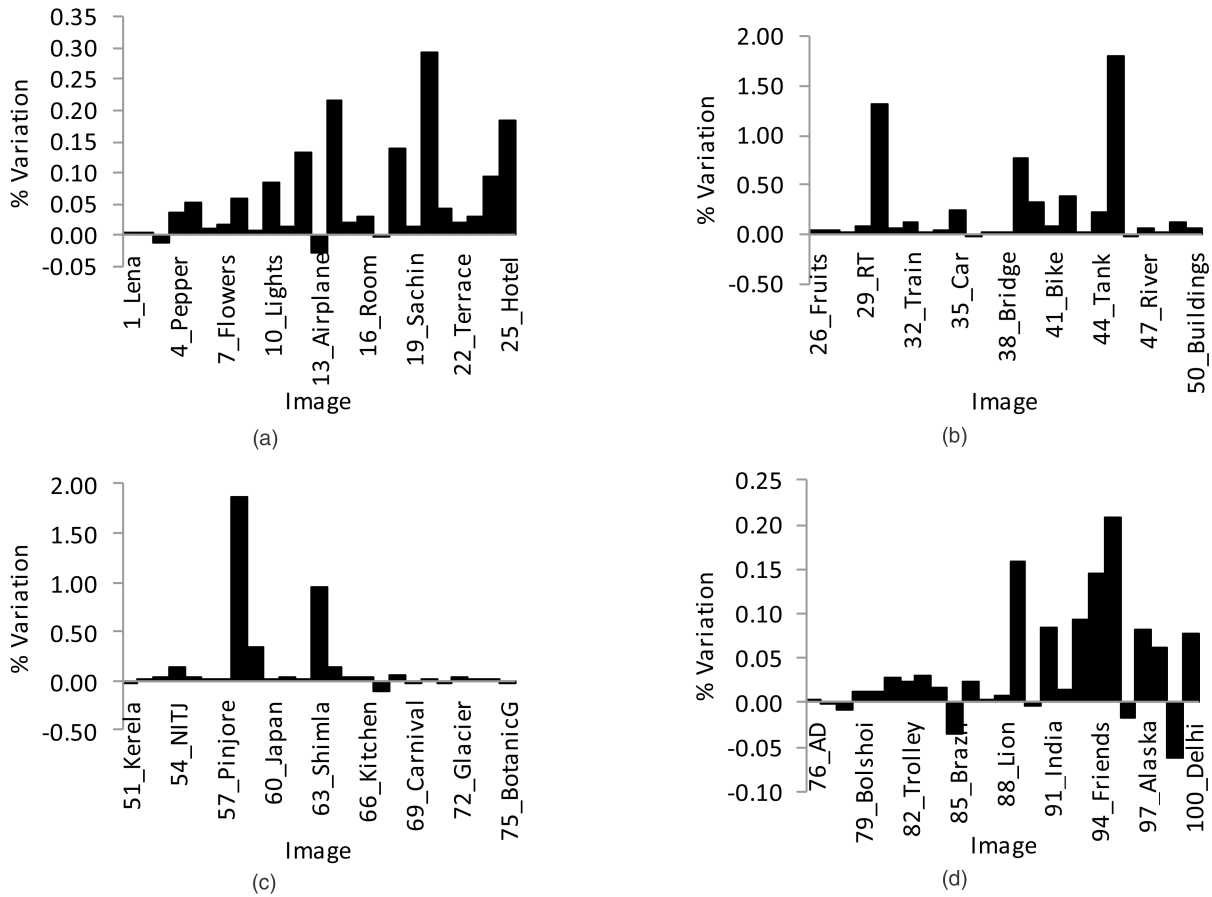 0.35
0.30
0.25
0.20
0.15
0.10
0.05
0.00
-0.05
% Variation
1_Lena
4_Pepper
7_Flowers
10_Lights
13_Airplane
16_Room
19_Sachin
22_Terrace
25_Hotel
Image
(a)
2.00
1.50
1.00
0.50
0.00
-0.50
% Variation
26_Fruits
29_RT
32_Train
35_Car
38_Bridge
41_Bike
44_Tank
47_River
50_Buildings
Image
(b)
2.00
1.50
1.00
0.50
0.00
-0.50
% Variation
51_Kerela
54_NITJ
57_Pinjore
60_Japan
63_Shimla
66_Kitchen
69_Carnival
72_Glacier
75_BotanicG
Image
(c)
0.25
0.20
0.15
0.10
0.05
0.00
-0.05
-0.10
% Variation
76_AD
79_Bolshoi
82_Trolley
85_Brazil
88_Lion
91_India
94_Friends
97_Alaska
100_Delhi
Image
(d)